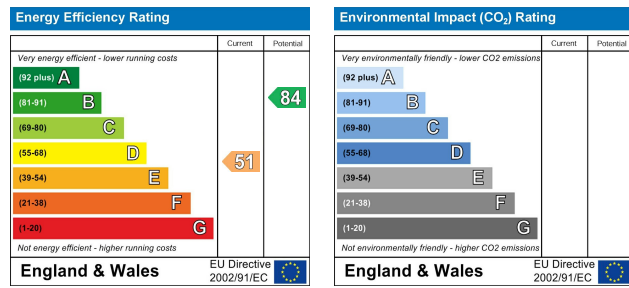 Energy Efficiency Rating
Current Potential
Very energy efficient - lower running costs
(92 plus) A
(81-91) B
84
(69-80) C
(55-68) D
51
(39-54) E
(21-38) F
(1-20) G
Not energy efficient - higher running costs
England & Wales
EU Directive
2002/91/EC
Environmental Impact (CO₂) Rating
Current Potential
Very environmentally friendly - lower CO2 emissions
(92 plus) A
(81-91) B
(69-80) C
(55-68) D
(39-54) E
(21-38) F
(1-20) G
Not environmentally friendly - higher CO2 emissions
England & Wales
EU Directive
2002/91/EC